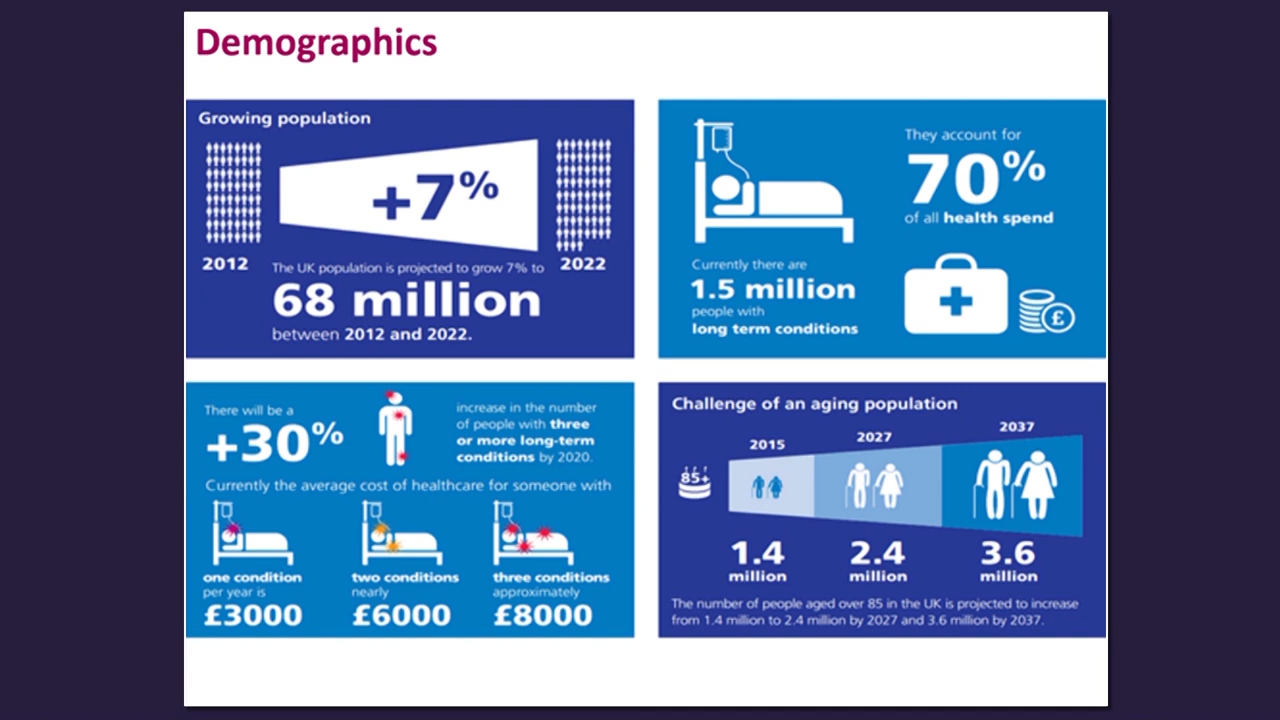 Demographics
Growing population
+7%
2012
2022
The UK population is projected to grow 7% to
68 million
between 2012 and 2022.
They account for
70%
of all health spend
Currently there are
1.5 million
people with
long term conditions
£
There will be a
+30%
increase in the number
of people with three
or more long-term
conditions by 2020.
Currently the average cost of healthcare for someone with
one condition
per year is
£3000
two conditions
nearly
£6000
three conditions
approximately
£8000
Challenge of an aging population
85+
2015
2027
2037
1.4
million
2.4
million
3.6
million
The number of people aged over 85 in the UK is projected to increase
from 1.4 million to 2.4 million by 2027 and 3.6 million by 2037.